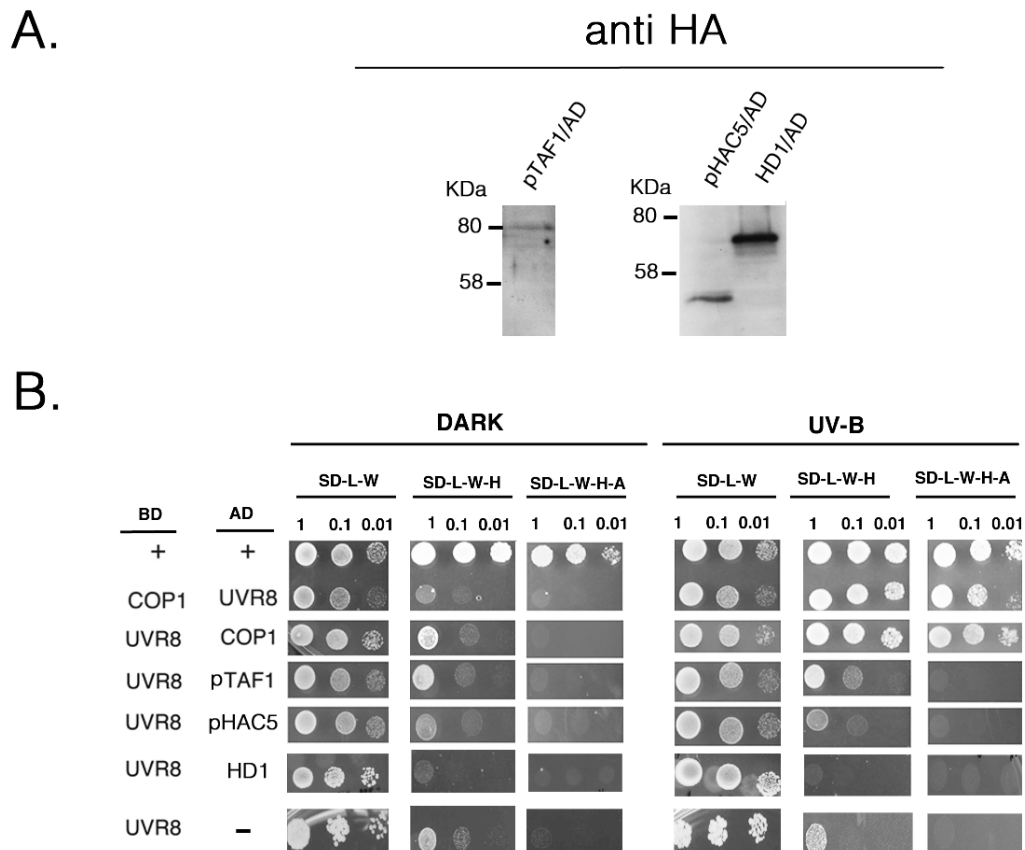 A.
anti HA
pTAF1/AD
pHAC5/AD
HD1/AD
KDa
80
58
KDa
80
58
B.
DARK UV-B
SD-L-W SD-L-W-H SD-L-W-H-A SD-L-W SD-L-W-H SD-L-W-H-A
BD AD 1 0.1 0.01 1 0.1 0.01 1 0.1 0.01 1 0.1 0.01 1 0.1 0.01 1 0.1 0.01
+ +
COP1 UVR8
UVR8 COP1
UVR8 pTAF1
UVR8 pHAC5
UVR8 HD1
UVR8 –